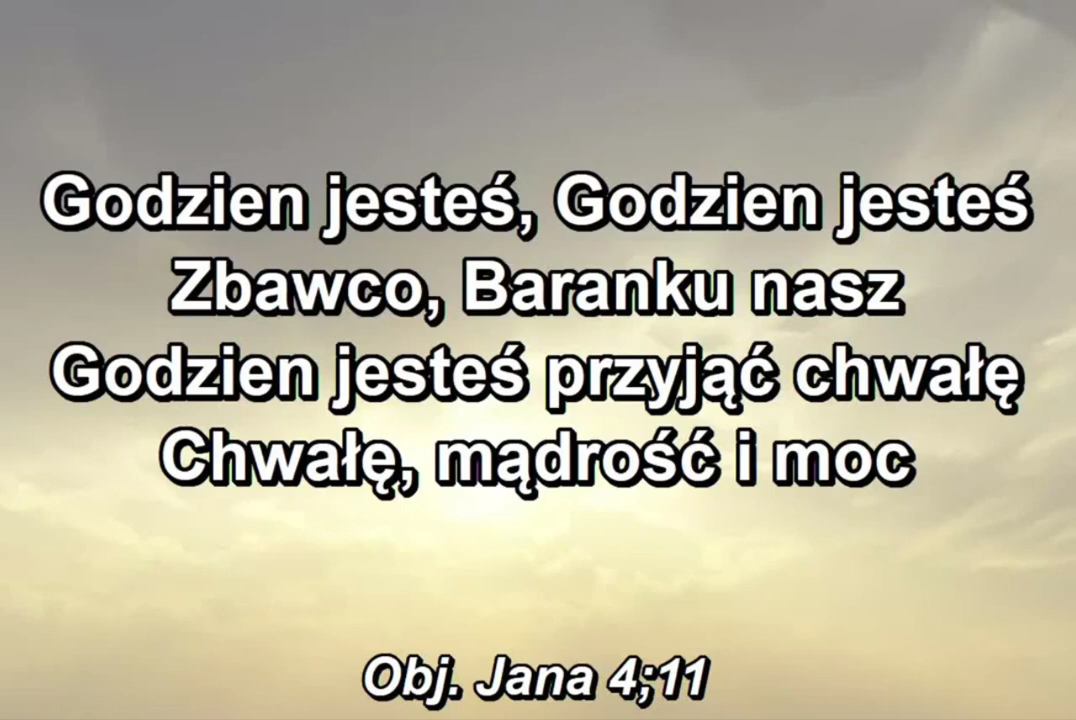 Godzien jesteś, Godzien jesteś
Zbawco, Baranku nasz
Godzien jesteś przyjąć chwałę
Chwałę, mądrość i moc
Obj. Jana 4;11